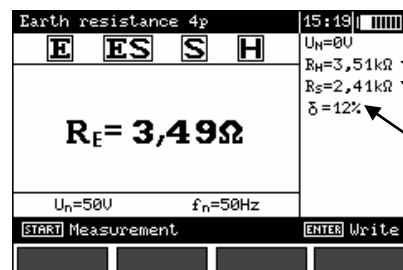 Earth resistance 4p 15:19
E ES S H
UN=0V
RH=3,51kΩ
RS=2,41kΩ
δ=12%
RE= 3,49Ω
Un=50V fn=50Hz
START Measurement ENTER Write